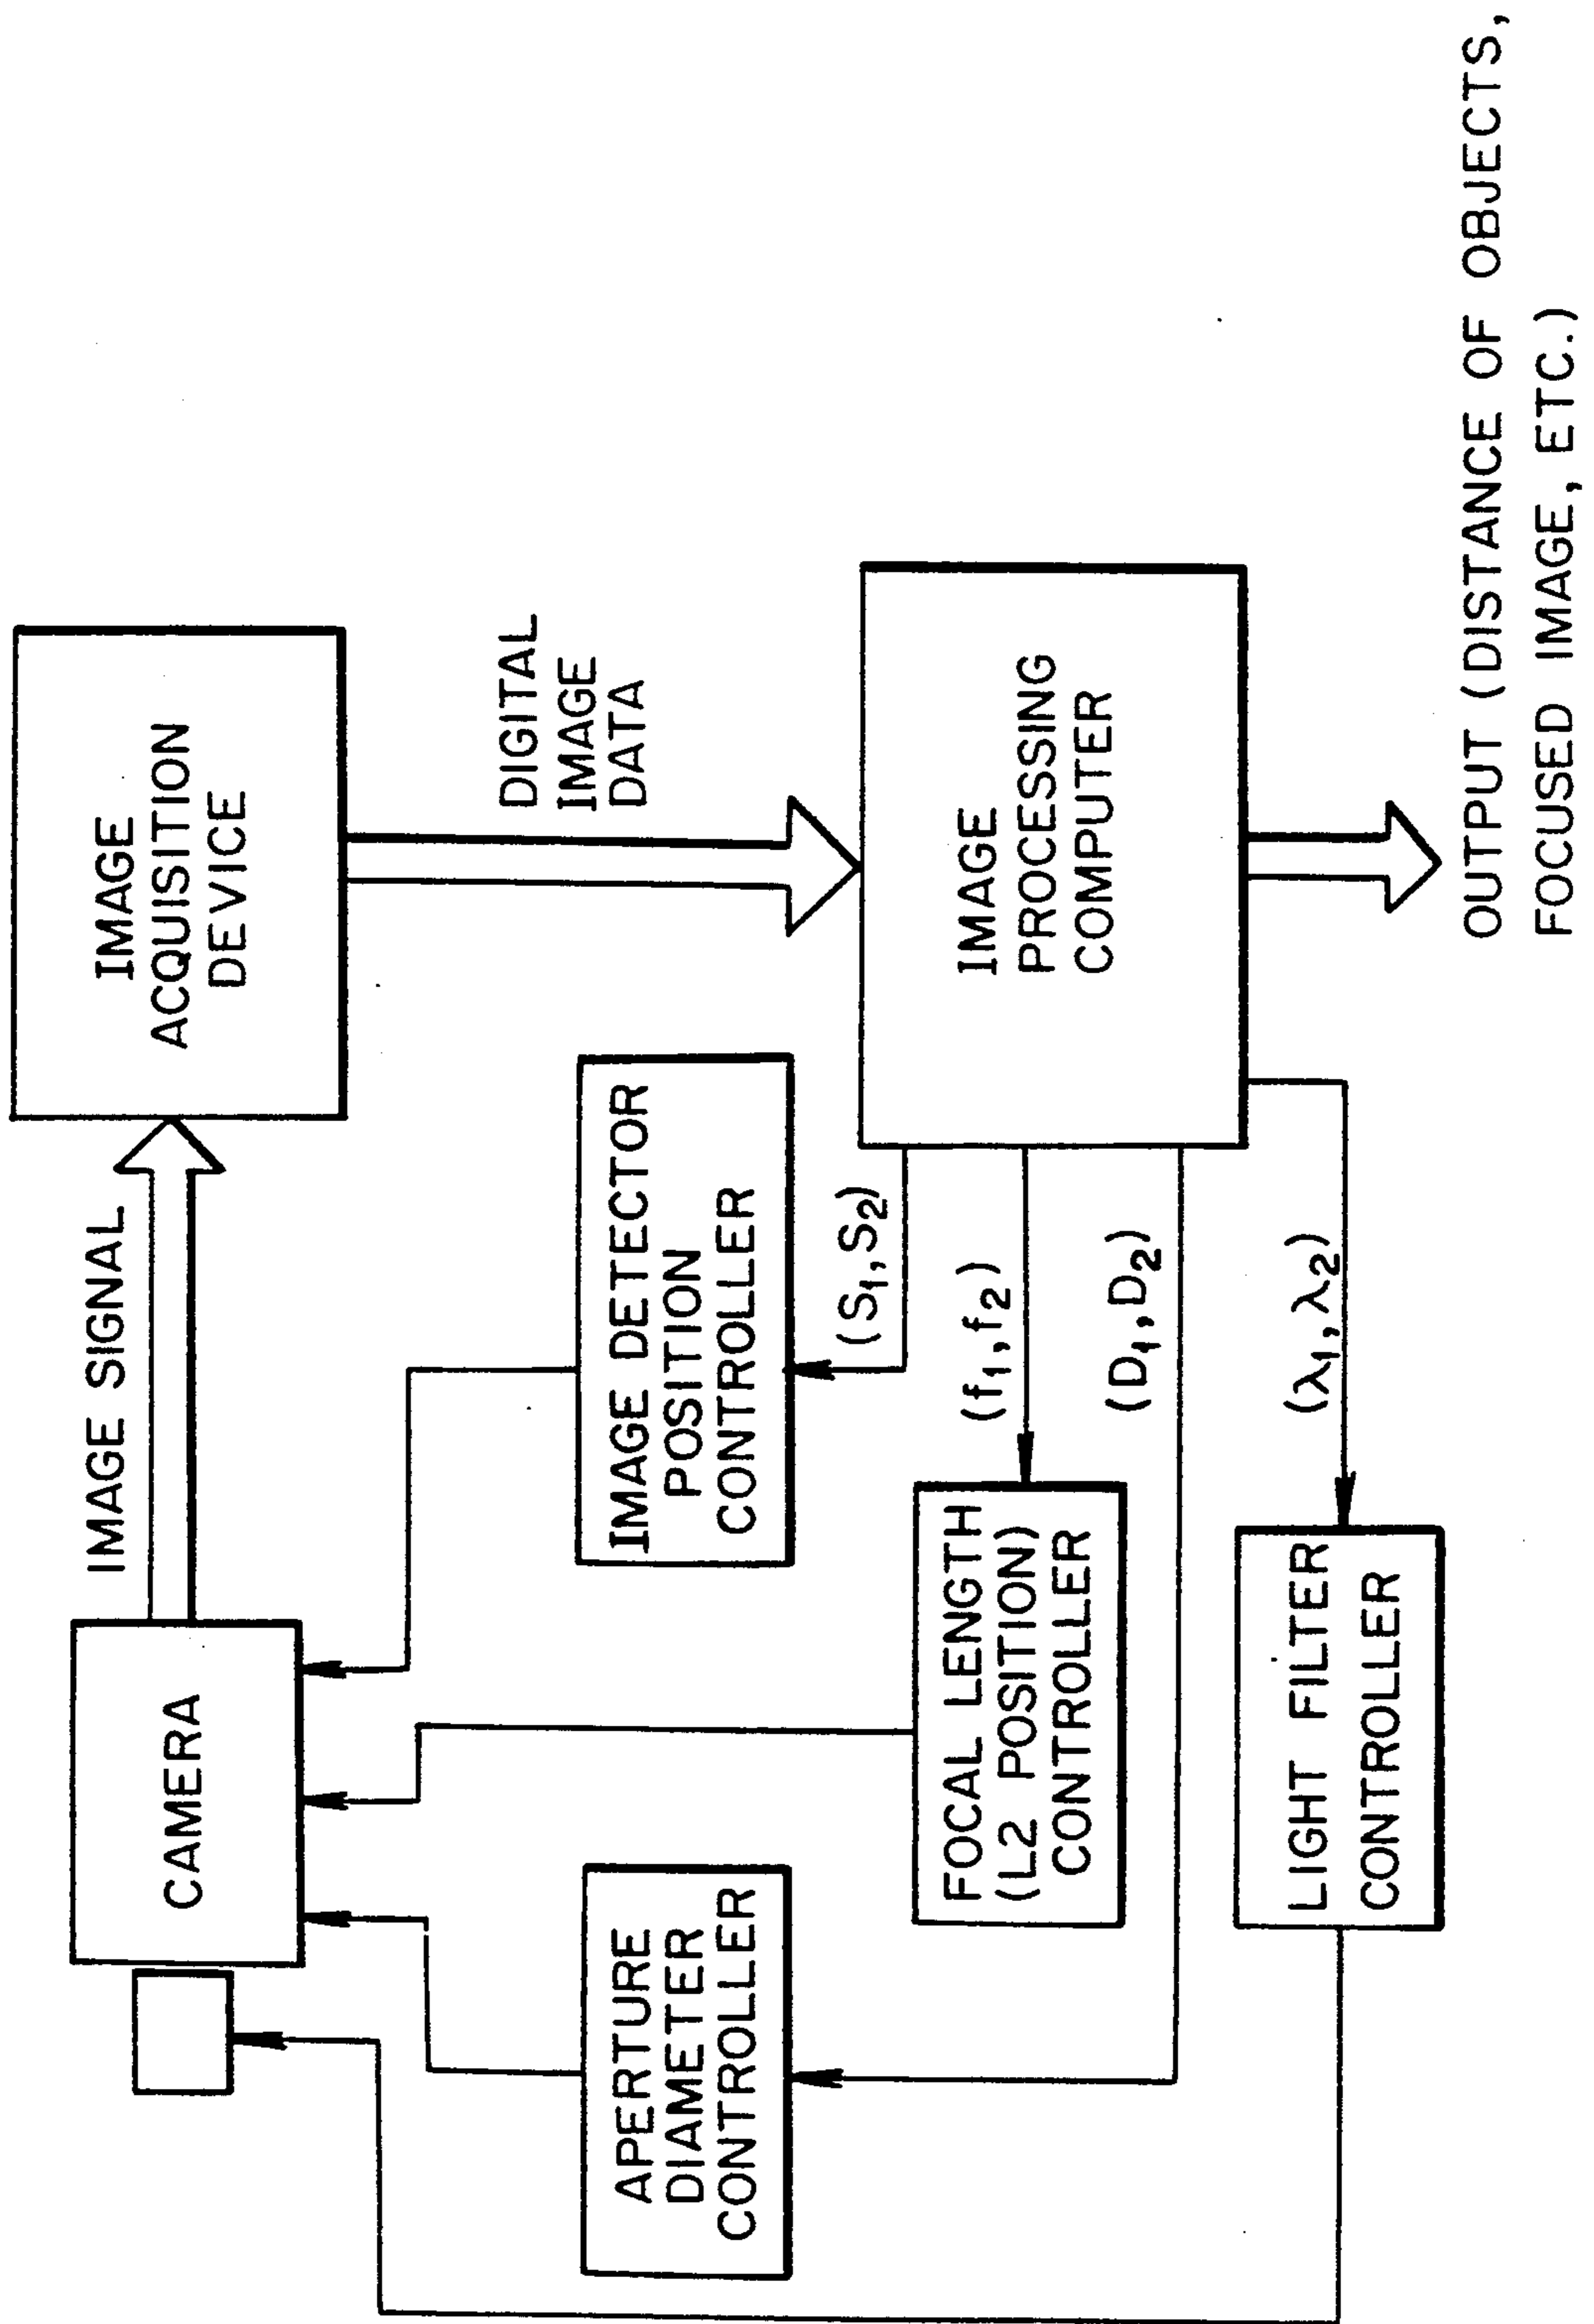 CAMERA
IMAGE SIGNAL
IMAGE
ACQUISITION
DEVICE
DIGITAL
IMAGE
DATA
APERTURE
DIAMETER
CONTROLLER
IMAGE DETECTOR
POSITION
CONTROLLER
(S₁,S₂)
FOCAL LENGTH
(L2 POSITION)
CONTROLLER
(f₁,f₂)
(D₁,D₂)
IMAGE
PROCESSING
COMPUTER
LIGHT FILTER
CONTROLLER
(λ₁,λ₂)
OUTPUT (DISTANCE OF OBJECTS,
FOCUSED IMAGE, ETC.)